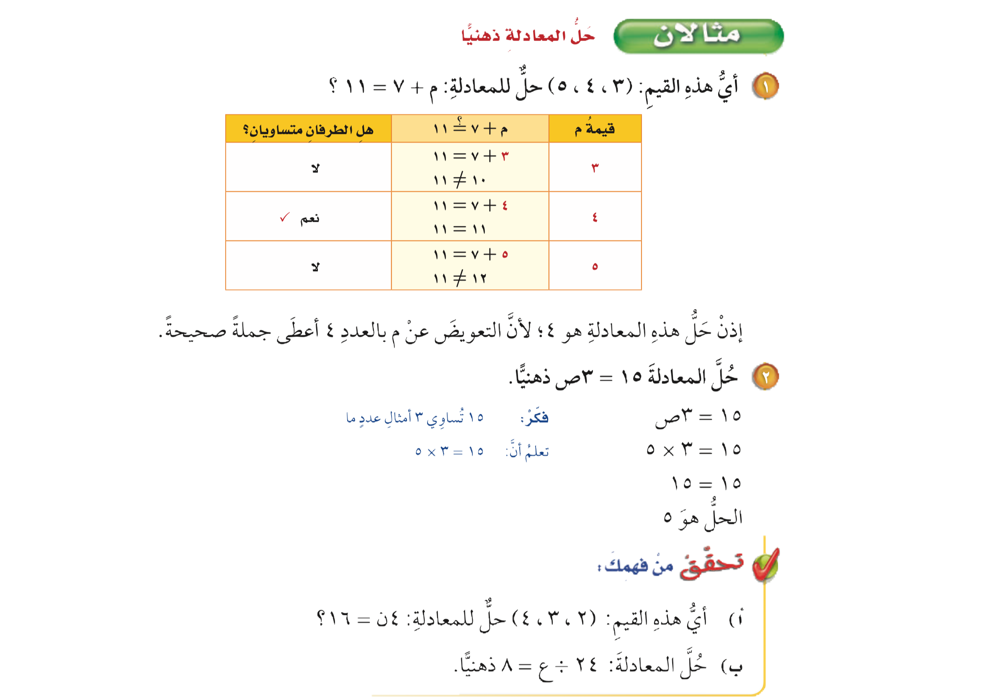 مثالان حَلُّ المعادلةِ ذهنيًّا
١ أيُّ هذهِ القيمِ: (٣، ٤، ٥) حلٌّ للمعادلةِ: م + ٧ = ١١ ؟
قيمةُ م م + ٧ ≟ ١١ هلِ الطرفانِ متساويانِ؟
٣ + ٧ = ١١
٣ لا
١٠ ≠ ١١
٤ + ٧ = ١١
٤ نعم ✓
١١ = ١١
٥ + ٧ = ١١
٥ لا
١٢ ≠ ١١
إذنْ حَلُّ هذهِ المعادلةِ هو ٤؛ لأنَّ التعويضَ عنْ م بالعددِ ٤ أعطَى جملةً صحيحةً.
٢ حُلَّ المعادلةَ ١٥ = ٣ص ذهنيًّا.
١٥ = ٣ص فكّرْ: ١٥ تُساوِي ٣ أمثالِ عددٍ ما
١٥ = ٣ × ٥ تعلمُ أنَّ: ١٥ = ٣ × ٥
١٥ = ١٥
الحلُّ هوَ ٥
تحقّقْ منْ فهمِكَ:
أ) أيُّ هذهِ القيمِ: (٢، ٣، ٤) حلٌّ للمعادلةِ: ٤ن = ١٦؟
ب) حُلَّ المعادلةَ: ٢٤ ÷ ع = ٨ ذهنيًّا.